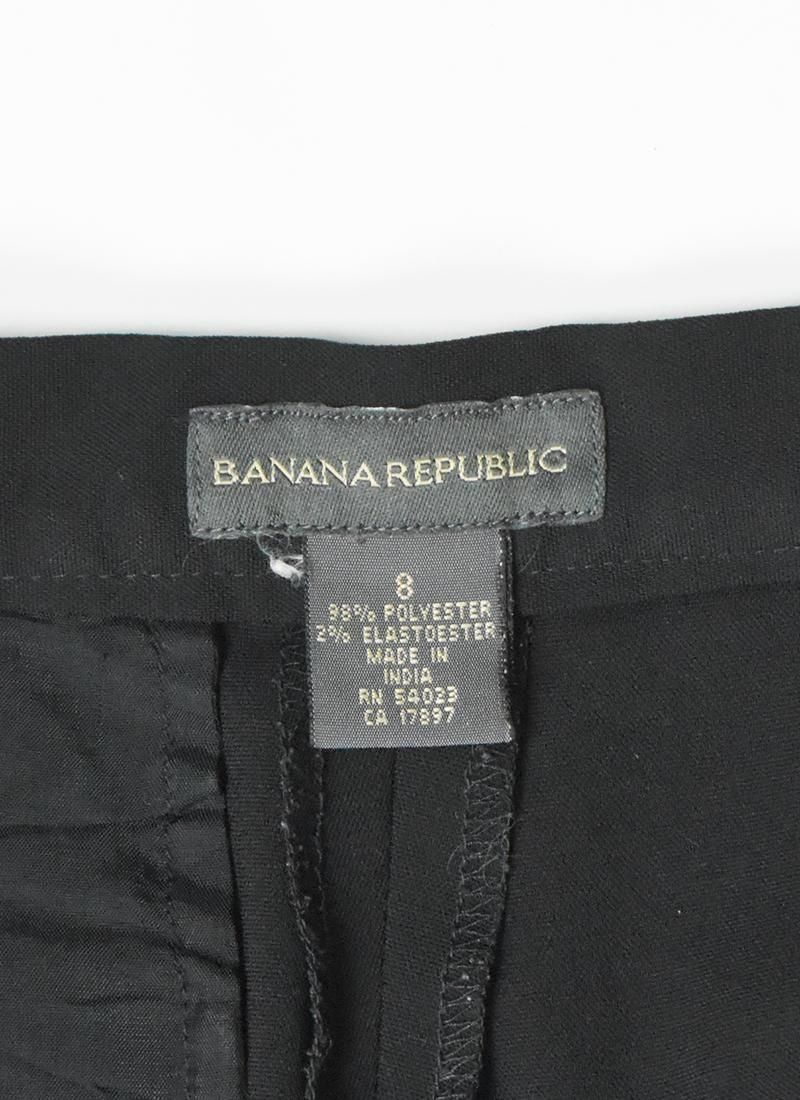 BANANA REPUBLIC
8
98% POLYESTER
2% ELASTOESTER
MADE IN
INDIA
RN 54023
CA 17897